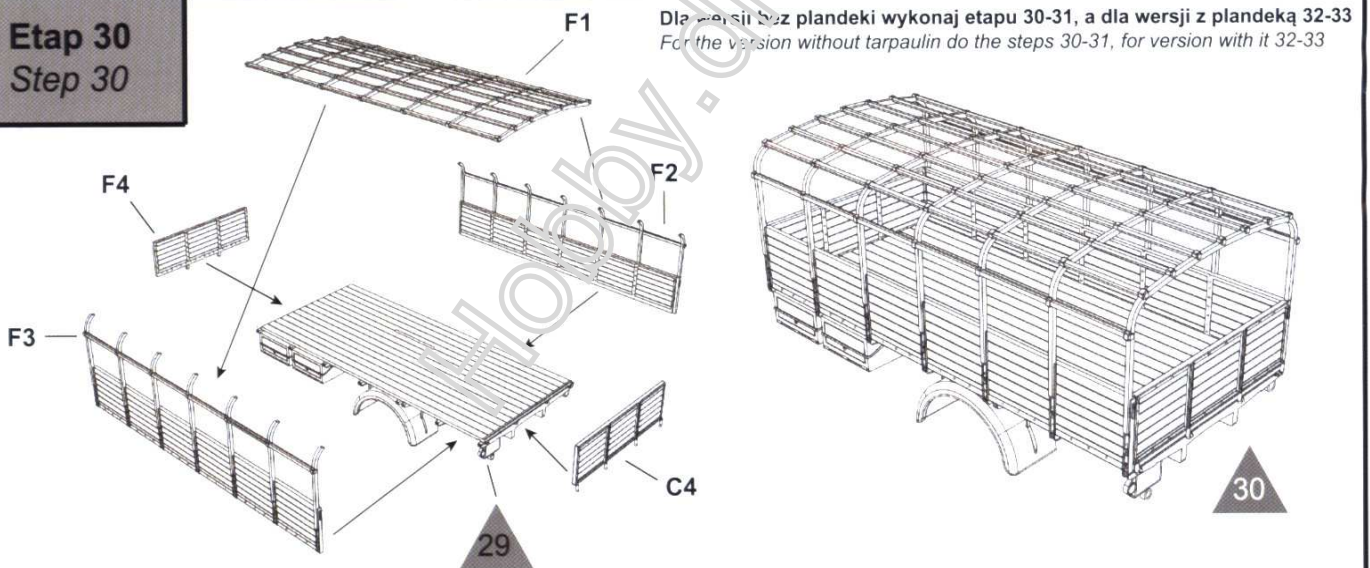 Etap 30
Step 30
Dla wersii bez plandeki wykonaj etapu 30-31, a dla wersji z plandeką 32-33
For the version without tarpaulin do the steps 30-31, for version with it 32-33
F1
F4
F2
F3
C4
29
30